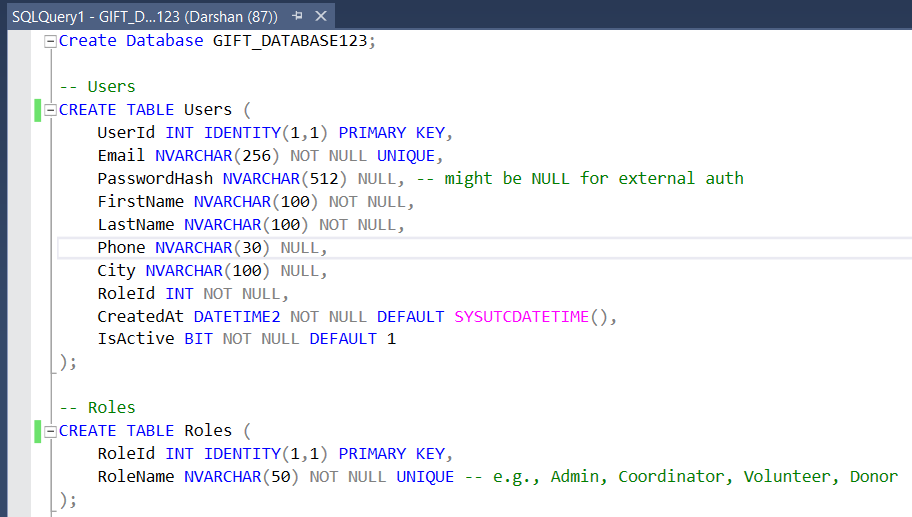 SQLQuery1 - GIFT_D...123 (Darshan (87))
Create Database GIFT_DATABASE123;
-- Users
CREATE TABLE Users (
UserId INT IDENTITY(1,1) PRIMARY KEY,
Email NVARCHAR(256) NOT NULL UNIQUE,
PasswordHash NVARCHAR(512) NULL, -- might be NULL for external auth
FirstName NVARCHAR(100) NOT NULL,
LastName NVARCHAR(100) NOT NULL,
Phone NVARCHAR(30) NULL,
City NVARCHAR(100) NULL,
RoleId INT NOT NULL,
CreatedAt DATETIME2 NOT NULL DEFAULT SYSUTCDATETIME(),
IsActive BIT NOT NULL DEFAULT 1
);
-- Roles
CREATE TABLE Roles (
RoleId INT IDENTITY(1,1) PRIMARY KEY,
RoleName NVARCHAR(50) NOT NULL UNIQUE -- e.g., Admin, Coordinator, Volunteer, Donor
);